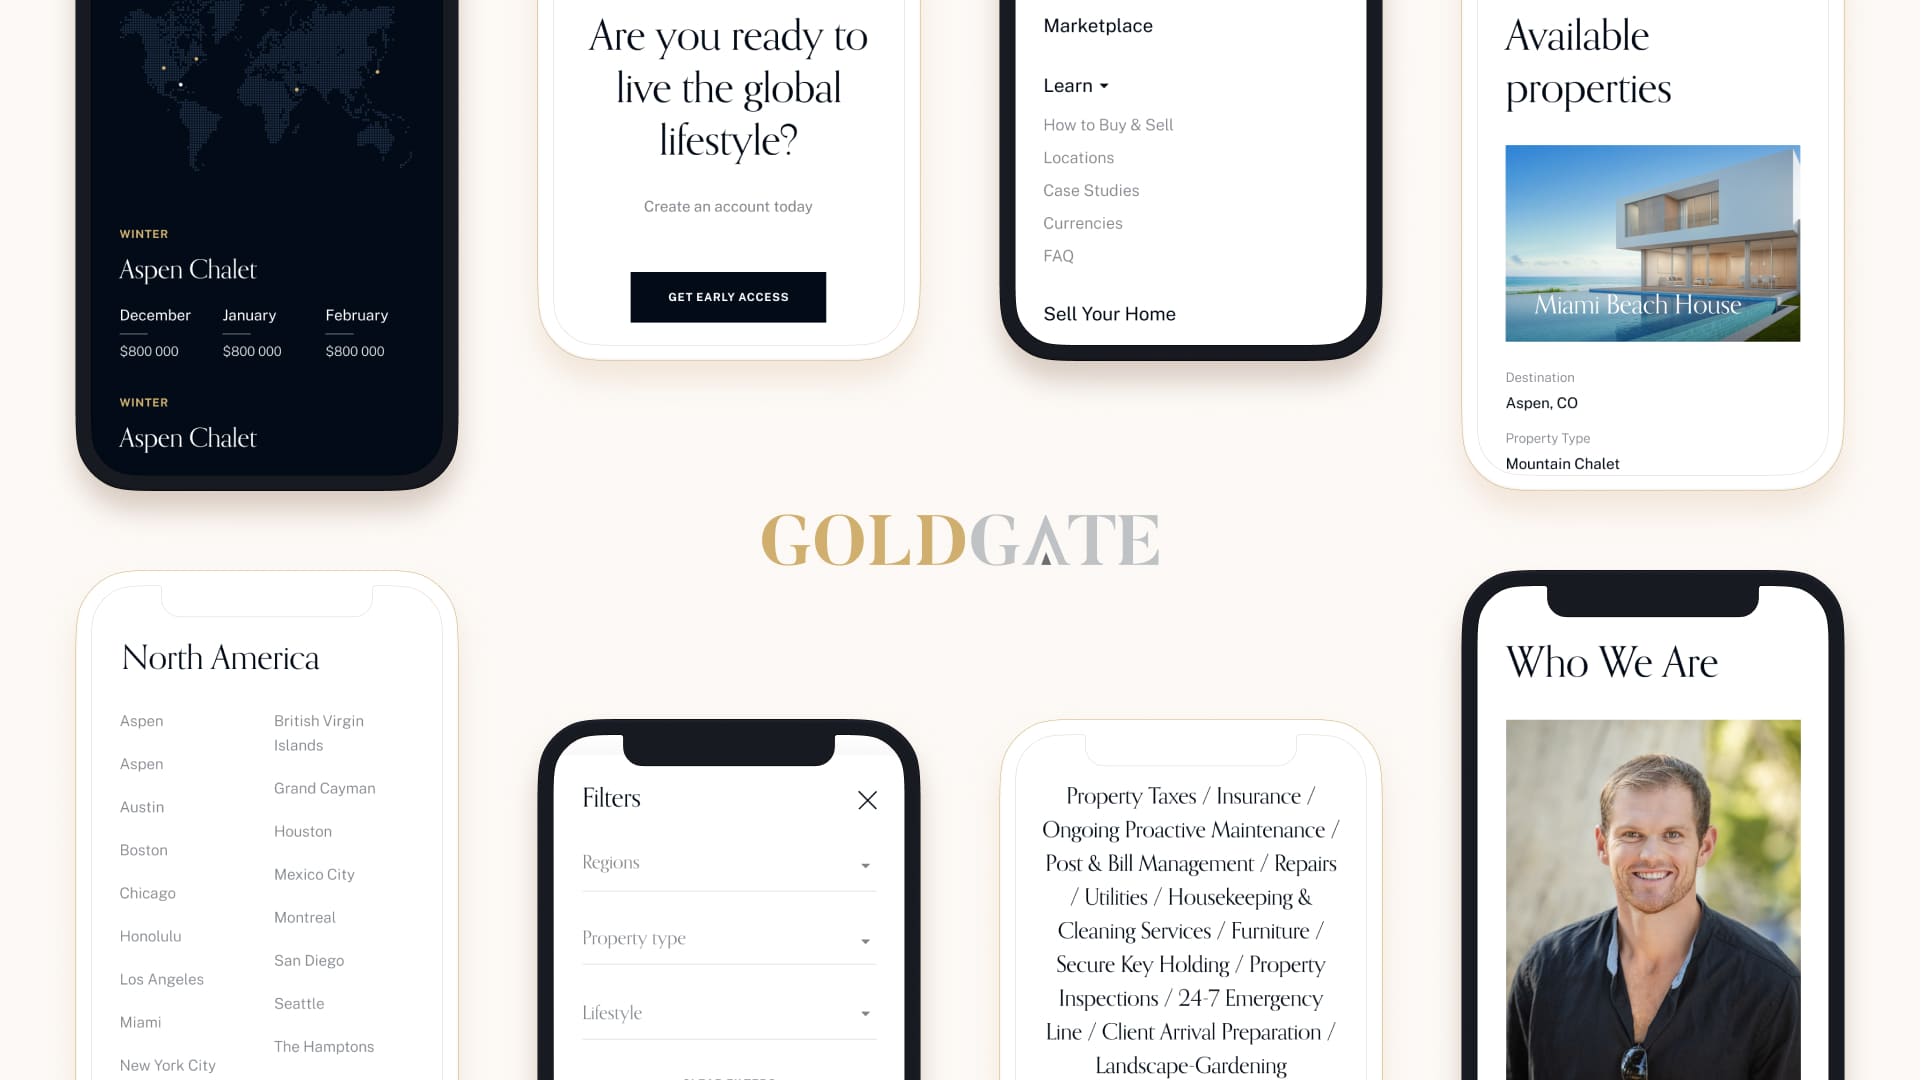 WINTER
Aspen Chalet
December January February
$800 000 $800 000 $800 000
WINTER
Aspen Chalet
Are you ready to
live the global
lifestyle?
Create an account today
GET EARLY ACCESS
Marketplace
Learn
How to Buy & Sell
Locations
Case Studies
Currencies
FAQ
Sell Your Home
Available
properties
Miami Beach House
Destination
Aspen, CO
Property Type
Mountain Chalet
GOLDGATE
North America
Aspen
Aspen
Austin
Boston
Chicago
Honolulu
Los Angeles
Miami
New York City
British Virgin
Islands
Grand Cayman
Houston
Mexico City
Montreal
San Diego
Seattle
The Hamptons
Filters
Regions
Property type
Lifestyle
Property Taxes / Insurance /
Ongoing Proactive Maintenance /
Post & Bill Management / Repairs
/ Utilities / Housekeeping &
Cleaning Services / Furniture /
Secure Key Holding / Property
Inspections / 24-7 Emergency
Line / Client Arrival Preparation /
Landscape-Gardening
Who We Are